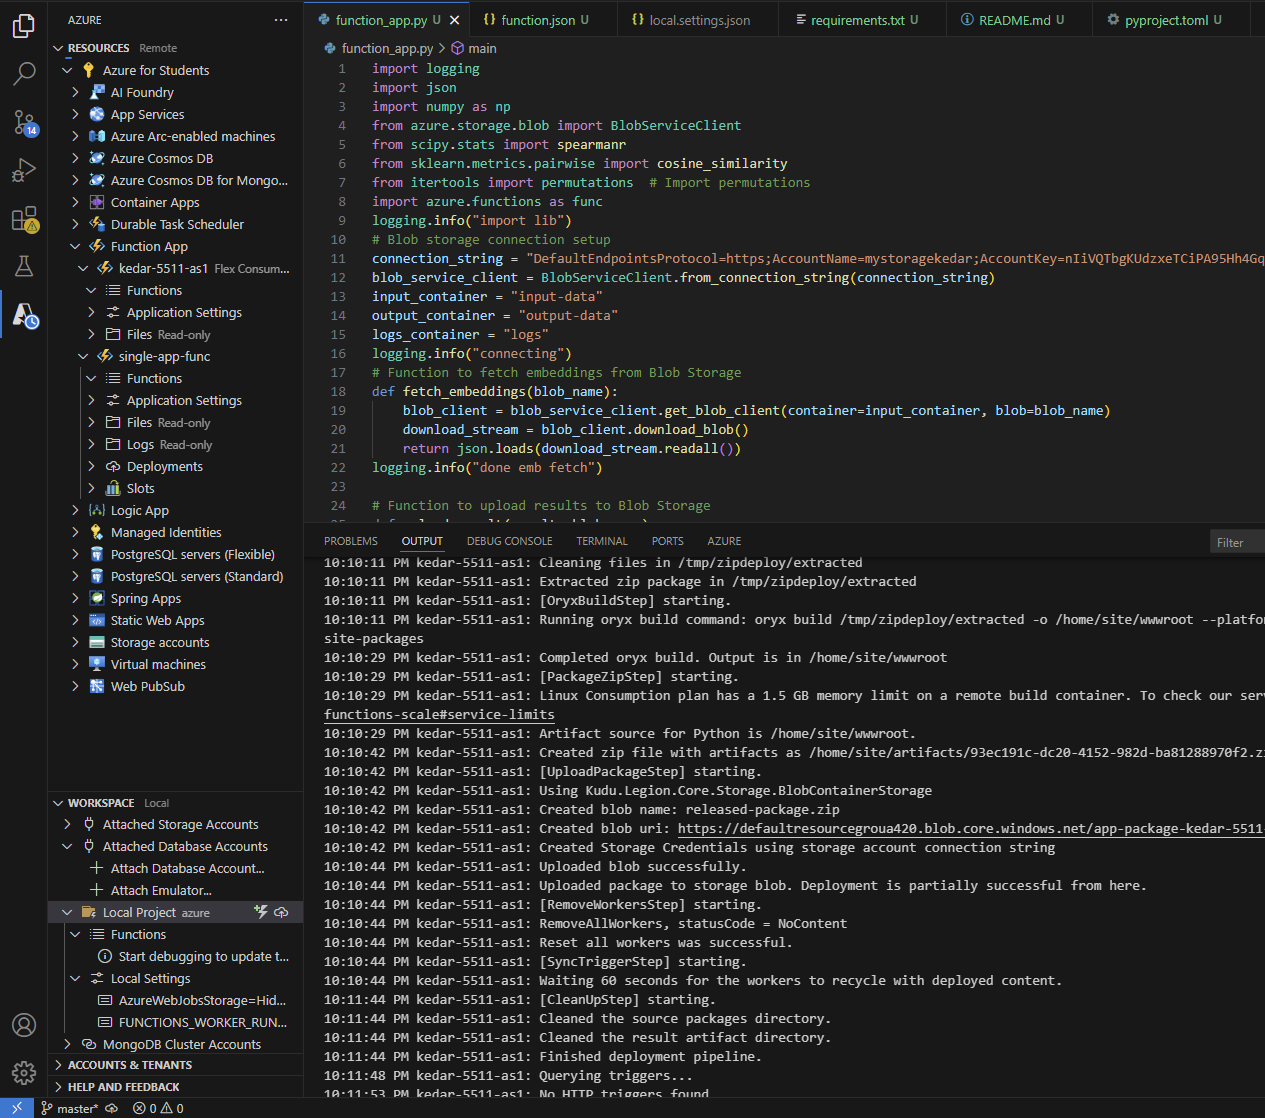 AZURE
RESOURCES Remote
Azure for Students
AI Foundry
App Services
Azure Arc-enabled machines
Azure Cosmos DB
Azure Cosmos DB for Mongo...
Container Apps
Durable Task Scheduler
Function App
kedar-5511-as1 Flex Consum...
Functions
Application Settings
Files Read-only
single-app-func
Functions
Application Settings
Files Read-only
Logs Read-only
Deployments
Slots
Logic App
Managed Identities
PostgreSQL servers (Flexible)
PostgreSQL servers (Standard)
Spring Apps
Static Web Apps
Storage accounts
Virtual machines
Web PubSub
14
WORKSPACE Local
Attached Storage Accounts
Attached Database Accounts
Attach Database Account...
Attach Emulator...
Local Project azure
Functions
Start debugging to update t...
Local Settings
AzureWebJobsStorage=Hid...
FUNCTIONS_WORKER_RUN...
MongoDB Cluster Accounts
ACCOUNTS & TENANTS
HELP AND FEEDBACK
function_app.py U
{} function.json U
{} local.settings.json
requirements.txt U
README.md U
pyproject.toml U
function_app.py > main
1 import logging
2 import json
3 import numpy as np
4 from azure.storage.blob import BlobServiceClient
5 from scipy.stats import spearmanr
6 from sklearn.metrics.pairwise import cosine_similarity
7 from itertools import permutations # Import permutations
8 import azure.functions as func
9 logging.info("import lib")
10 # Blob storage connection setup
11 connection_string = "DefaultEndpointsProtocol=https;AccountName=mystoragekedar;AccountKey=nIiVQTbgKUdzxeTCiPA95Hh4Gq
12 blob_service_client = BlobServiceClient.from_connection_string(connection_string)
13 input_container = "input-data"
14 output_container = "output-data"
15 logs_container = "logs"
16 logging.info("connecting")
17 # Function to fetch embeddings from Blob Storage
18 def fetch_embeddings(blob_name):
19 blob_client = blob_service_client.get_blob_client(container=input_container, blob=blob_name)
20 download_stream = blob_client.download_blob()
21 return json.loads(download_stream.readall())
22 logging.info("done emb fetch")
23
24 # Function to upload results to Blob Storage
PROBLEMS OUTPUT DEBUG CONSOLE TERMINAL PORTS AZURE Filter
10:10:11 PM kedar-5511-as1: Cleaning files in /tmp/zipdeploy/extracted
10:10:11 PM kedar-5511-as1: Extracted zip package in /tmp/zipdeploy/extracted
10:10:11 PM kedar-5511-as1: [OryxBuildStep] starting.
10:10:11 PM kedar-5511-as1: Running oryx build command: oryx build /tmp/zipdeploy/extracted -o /home/site/wwwroot --platfo
site-packages
10:10:29 PM kedar-5511-as1: Completed oryx build. Output is in /home/site/wwwroot
10:10:29 PM kedar-5511-as1: [PackageZipStep] starting.
10:10:29 PM kedar-5511-as1: Linux Consumption plan has a 1.5 GB memory limit on a remote build container. To check our ser
functions-scale#service-limits
10:10:29 PM kedar-5511-as1: Artifact source for Python is /home/site/wwwroot.
10:10:42 PM kedar-5511-as1: Created zip file with artifacts as /home/site/artifacts/93ec191c-dc20-4152-982d-ba81288970f2.z
10:10:42 PM kedar-5511-as1: [UploadPackageStep] starting.
10:10:42 PM kedar-5511-as1: Using Kudu.Legion.Core.Storage.BlobContainerStorage
10:10:42 PM kedar-5511-as1: Created blob name: released-package.zip
10:10:42 PM kedar-5511-as1: Created blob uri: https://defaultresourcegroua420.blob.core.windows.net/app-package-kedar-5511-
10:10:42 PM kedar-5511-as1: Created Storage Credentials using storage account connection string
10:10:44 PM kedar-5511-as1: Uploaded blob successfully.
10:10:44 PM kedar-5511-as1: Uploaded package to storage blob. Deployment is partially successful from here.
10:10:44 PM kedar-5511-as1: [RemoveWorkersStep] starting.
10:10:44 PM kedar-5511-as1: RemoveAllWorkers, statusCode = NoContent
10:10:44 PM kedar-5511-as1: Reset all workers was successful.
10:10:44 PM kedar-5511-as1: [SyncTriggerStep] starting.
10:10:44 PM kedar-5511-as1: Waiting 60 seconds for the workers to recycle with deployed content.
10:11:44 PM kedar-5511-as1: [CleanUpStep] starting.
10:11:44 PM kedar-5511-as1: Cleaned the source packages directory.
10:11:44 PM kedar-5511-as1: Cleaned the result artifact directory.
10:11:44 PM kedar-5511-as1: Finished deployment pipeline.
10:11:48 PM kedar-5511-as1: Querying triggers...
10:11:53 PM kedar-5511-as1: No HTTP triggers found
master* 0 0